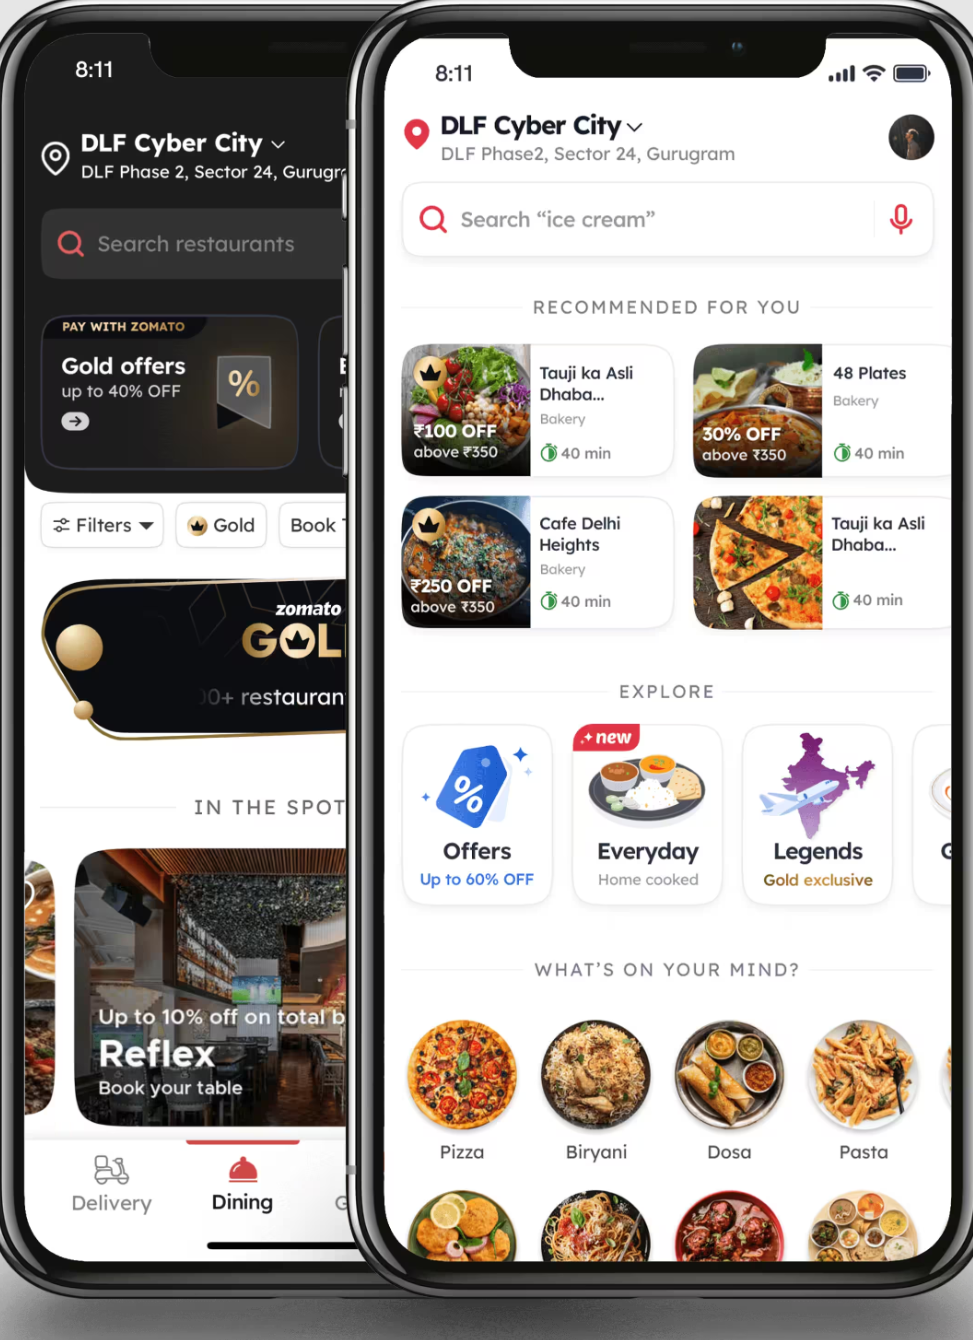 8:11
DLF Cyber City
DLF Phase 2, Sector 24, Gurugr
Search restaurants
PAY WITH ZOMATO
Gold offers
up to 40% OFF
%
Filters
Gold
Book
zomato
GOL
0+ restauran
IN THE SPOT
Up to 10% off on total b
Reflex
Book your table
Delivery
Dining
G
8:11
DLF Cyber City
DLF Phase2, Sector 24, Gurugram
Search “ice cream”
RECOMMENDED FOR YOU
₹100 OFF
above ₹350
Tauji ka Asli
Dhaba...
Bakery
40 min
30% OFF
above ₹350
48 Plates
Bakery
40 min
₹250 OFF
above ₹350
Cafe Delhi
Heights
Bakery
40 min
Tauji ka Asli
Dhaba...
40 min
EXPLORE
%
Offers
Up to 60% OFF
new
Everyday
Home cooked
Legends
Gold exclusive
G
WHAT’S ON YOUR MIND?
Pizza
Biryani
Dosa
Pasta